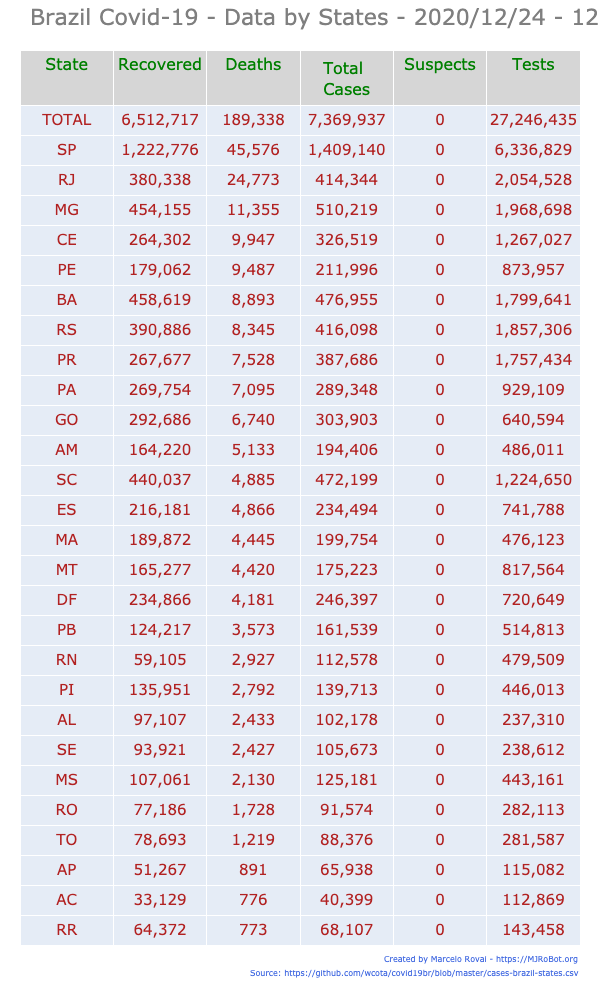 Brazil Covid-19 - Data by States - 2020/12/24 - 12
State Recovered Deaths Total Cases Suspects Tests
TOTAL 6,512,717 189,338 7,369,937 0 27,246,435
SP 1,222,776 45,576 1,409,140 0 6,336,829
RJ 380,338 24,773 414,344 0 2,054,528
MG 454,155 11,355 510,219 0 1,968,698
CE 264,302 9,947 326,519 0 1,267,027
PE 179,062 9,487 211,996 0 873,957
BA 458,619 8,893 476,955 0 1,799,641
RS 390,886 8,345 416,098 0 1,857,306
PR 267,677 7,528 387,686 0 1,757,434
PA 269,754 7,095 289,348 0 929,109
GO 292,686 6,740 303,903 0 640,594
AM 164,220 5,133 194,406 0 486,011
SC 440,037 4,885 472,199 0 1,224,650
ES 216,181 4,866 234,494 0 741,788
MA 189,872 4,445 199,754 0 476,123
MT 165,277 4,420 175,223 0 817,564
DF 234,866 4,181 246,397 0 720,649
PB 124,217 3,573 161,539 0 514,813
RN 59,105 2,927 112,578 0 479,509
PI 135,951 2,792 139,713 0 446,013
AL 97,107 2,433 102,178 0 237,310
SE 93,921 2,427 105,673 0 238,612
MS 107,061 2,130 125,181 0 443,161
RO 77,186 1,728 91,574 0 282,113
TO 78,693 1,219 88,376 0 281,587
AP 51,267 891 65,938 0 115,082
AC 33,129 776 40,399 0 112,869
RR 64,372 773 68,107 0 143,458
Created by Marcelo Rovai - https://MJRoBot.org
Source: https://github.com/wcota/covid19br/blob/master/cases-brazil-states.csv